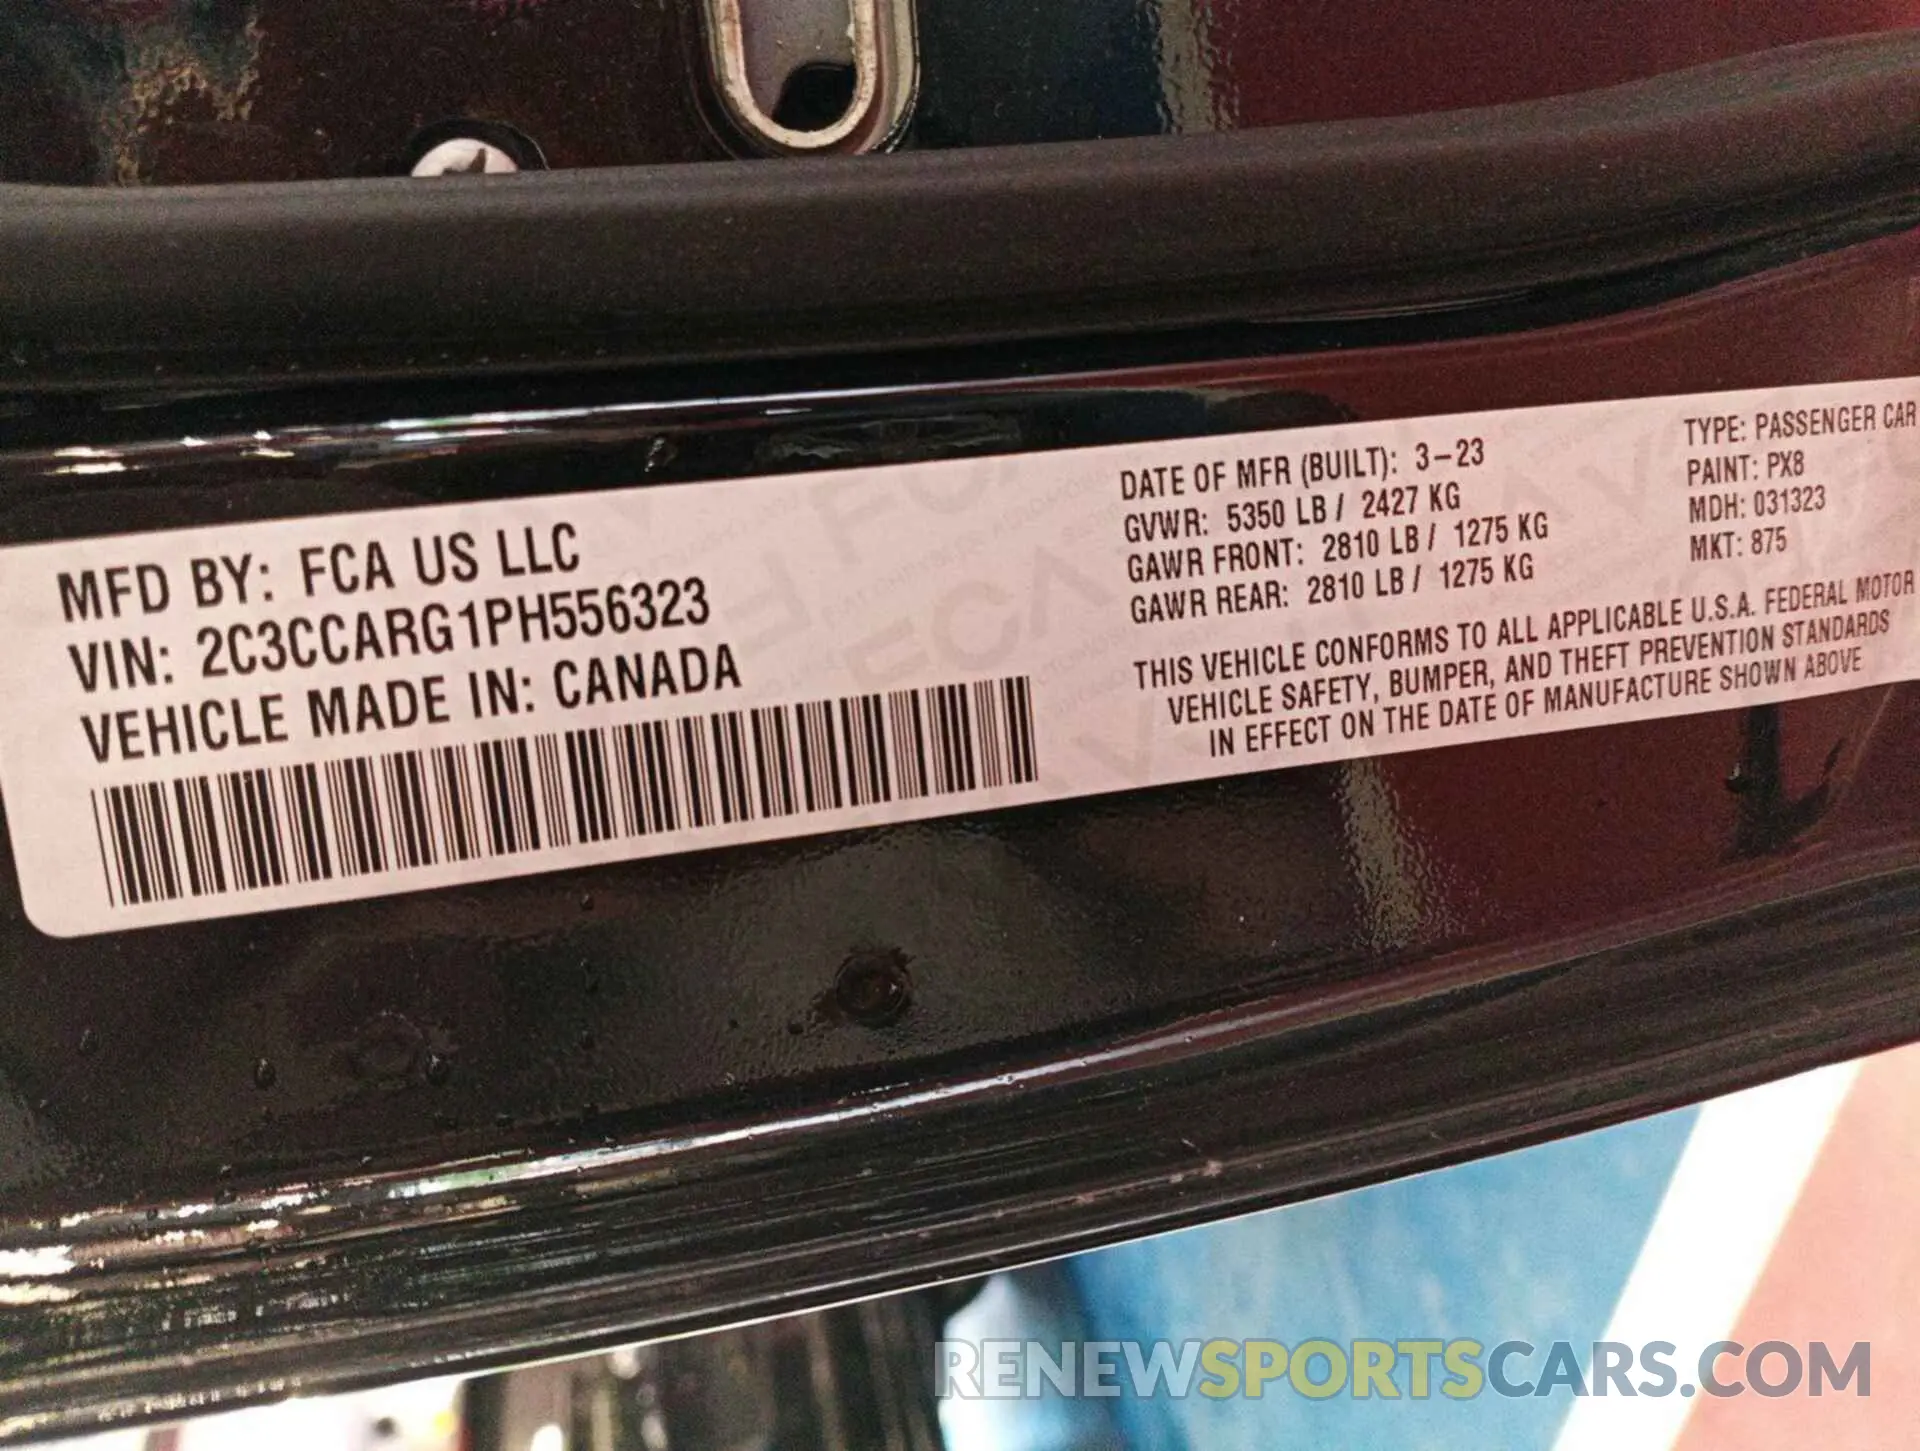 MFD BY: FCA US LLC
VIN: 2C3CCARG1PH556323
VEHICLE MADE IN: CANADA
DATE OF MFR (BUILT): 3-23
GVWR: 5350 LB / 2427 KG
GAWR FRONT: 2810 LB / 1275 KG
GAWR REAR: 2810 LB / 1275 KG
TYPE: PASSENGER CAR
PAINT: PX8
MDH: 031323
MKT: 875
THIS VEHICLE CONFORMS TO ALL APPLICABLE U.S.A. FEDERAL MOTOR
VEHICLE SAFETY, BUMPER, AND THEFT PREVENTION STANDARDS
IN EFFECT ON THE DATE OF MANUFACTURE SHOWN ABOVE
RENEWSPORTSCARS.COM